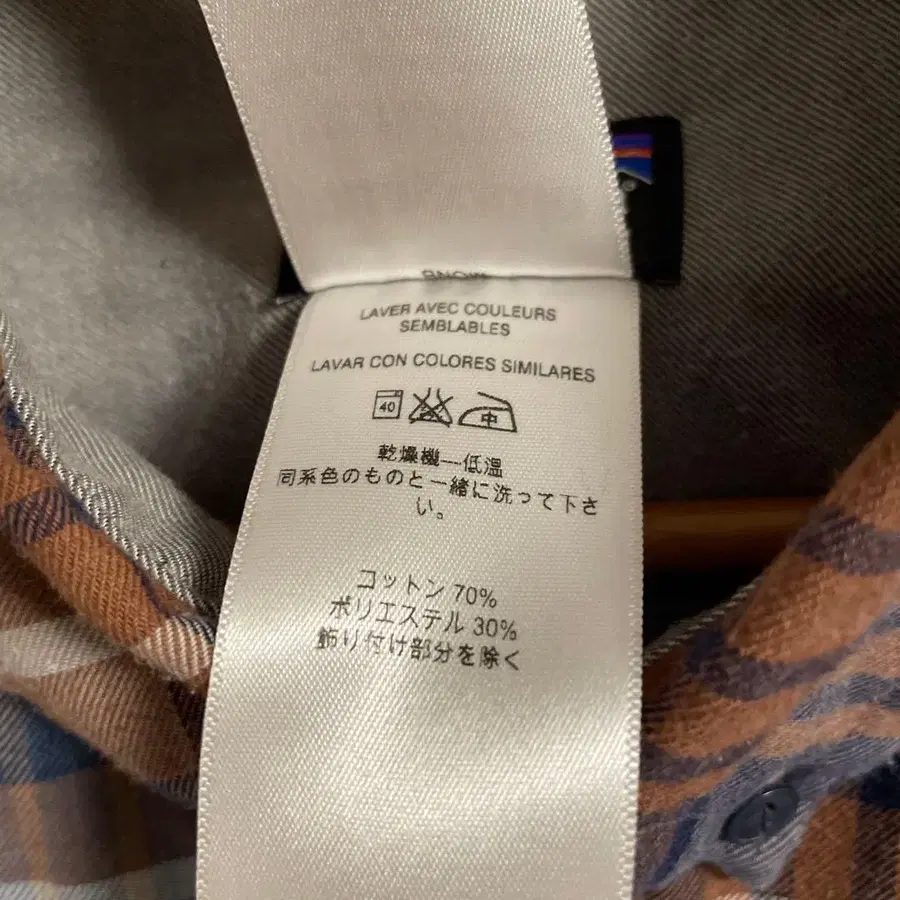 LAVER AVEC COULEURS
SEMBLABLES
LAVAR CON COLORES SIMILARES
40 中
乾燥機—低温
同系色のものと一緒に洗って下さ
い。
コットン 70%
ポリエステル 30%
飾り付け部分を除く